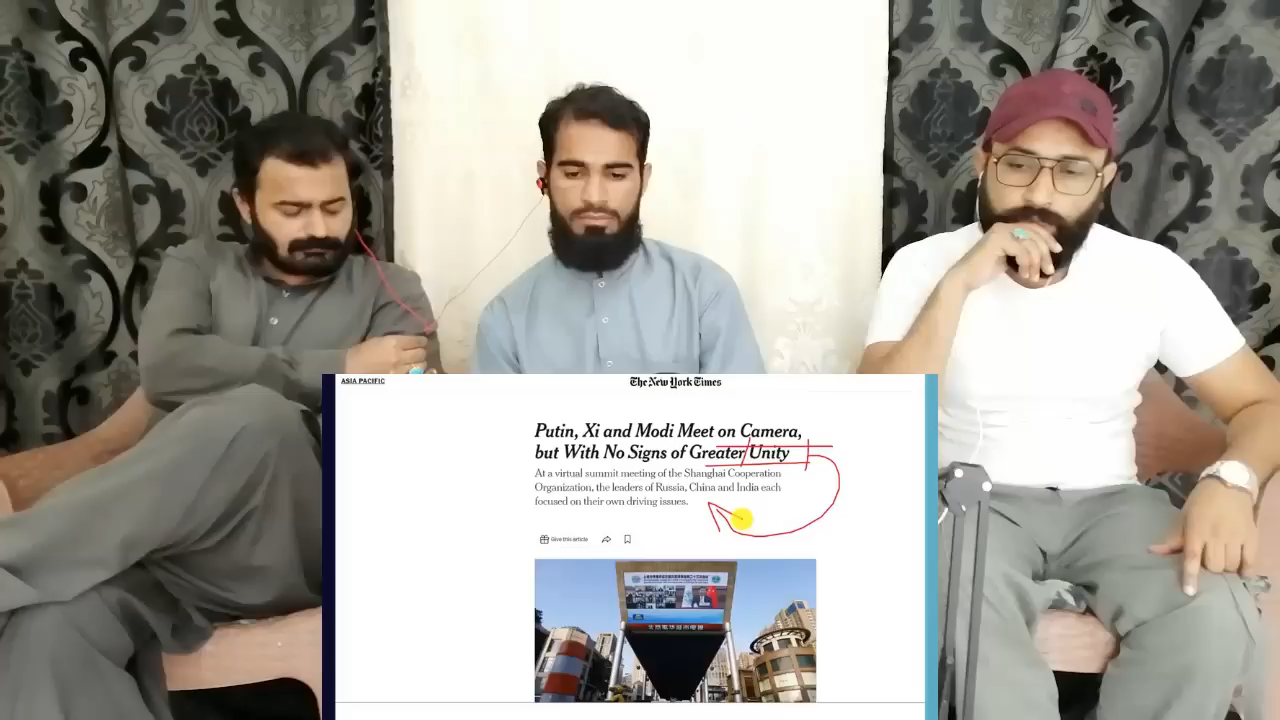 ASIA PACIFIC
The New York Times
Putin, Xi and Modi Meet on Camera,
but With No Signs of Greater Unity
At a virtual summit meeting of the Shanghai Cooperation
Organization, the leaders of Russia, China and India each
focused on their own driving issues.
Give this article